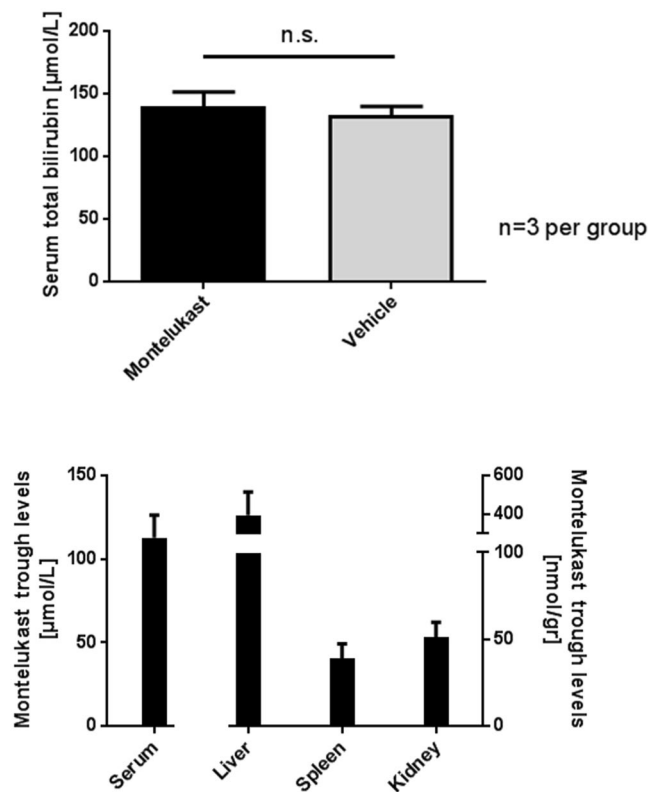 Serum total bilirubin [µmol/L]
200
150
100
50
0
n.s.
n=3 per group
Montelukast
Vehicle
Montelukast trough levels
[µmol/L]
150
100
50
0
600
400
100
50
0
Montelukast trough levels
[nmol/gr]
Serum
Liver
Spleen
Kidney